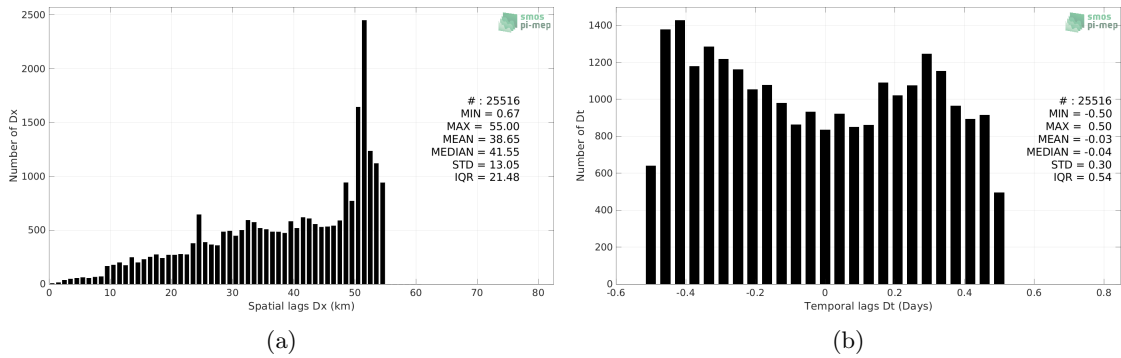 2500
2000
1500
1000
500
0
0 10 20 30 40 50 60 70 80
Number of Dx
Spatial lags Dx (km)
smos
pi-mep
# : 25516
MIN = 0.67
MAX = 55.00
MEAN = 38.65
MEDIAN = 41.55
STD = 13.05
IQR = 21.48
(a)
1400
1200
1000
800
600
400
200
0
-0.6 -0.4 -0.2 0 0.2 0.4 0.6 0.8
Number of Dt
Temporal lags Dt (Days)
smos
pi-mep
# : 25516
MIN = -0.50
MAX = 0.50
MEAN = -0.03
MEDIAN = -0.04
STD = 0.30
IQR = 0.54
(b)